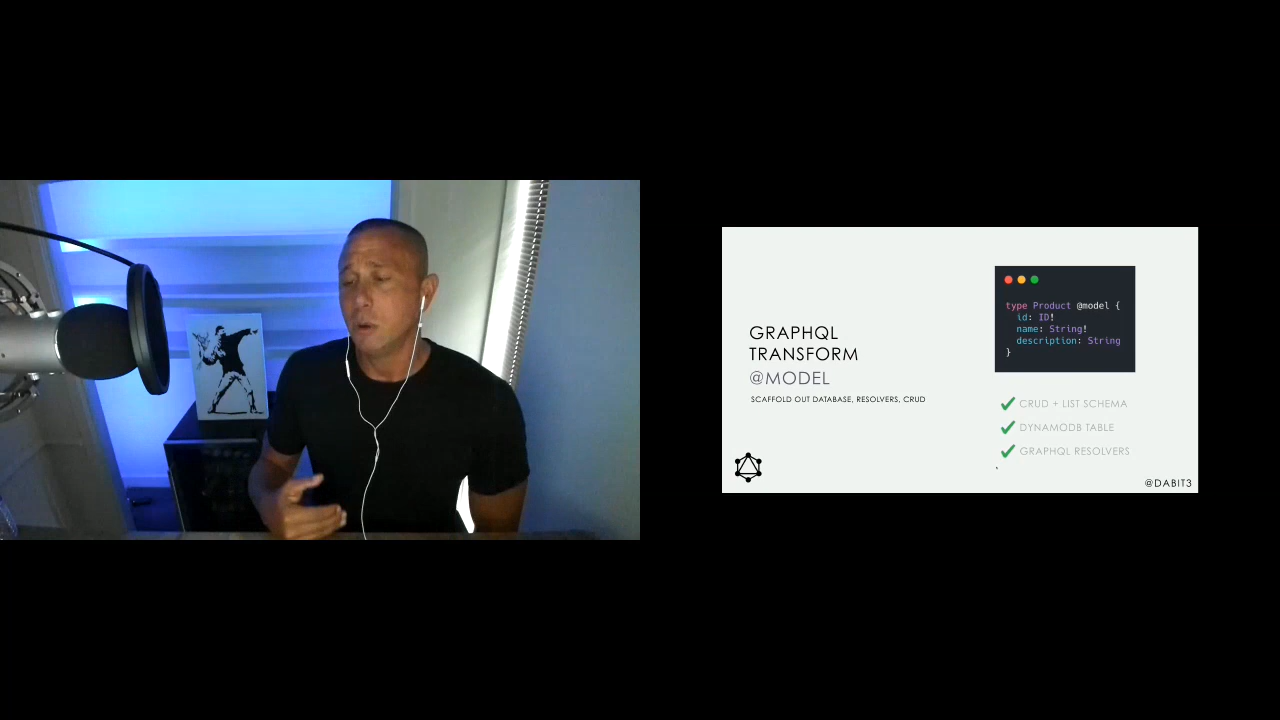 GRAPHQL
TRANSFORM
@MODEL
SCAFFOLD OUT DATABASE, RESOLVERS, CRUD
type Product @model {
id: ID!
name: String!
description: String
}
CRUD + LIST SCHEMA
DYNAMODB TABLE
GRAPHQL RESOLVERS
@DABIT3